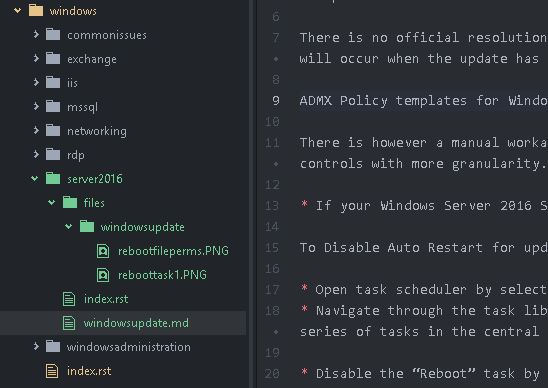 windows
commonissues
exchange
iis
mssql
networking
rdp
server2016
files
windowsupdate
rebootfileperms.PNG
reboottask1.PNG
index.rst
windowsupdate.md
windowsadministration
index.rst
6
7 There is no official resolution
• will occur when the update has
8
9 ADMX Policy templates for Windo
10
11 There is however a manual worka
• controls with more granularity.
12
13 * If your Windows Server 2016 S
14
15 To Disable Auto Restart for upd
16
17 * Open task scheduler by select
18 * Navigate through the task lib
• series of tasks in the central
19
20 * Disable the “Reboot” task by